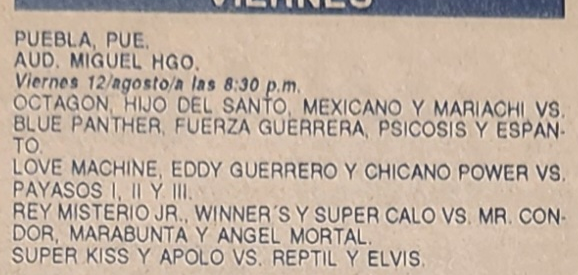 VIERNES
PUEBLA, PUE.
AUD. MIGUEL HGO.
Viernes 12/agosto/a las 8:30 p.m.
OCTAGON, HIJO DEL SANTO, MEXICANO Y MARIACHI VS.
BLUE PANTHER, FUERZA GUERRERA, PSICOSIS Y ESPAN-
TO.
LOVE MACHINE, EDDY GUERRERO Y CHICANO POWER VS.
PAYASOS I, II Y III.
REY MISTERIO JR., WINNER'S Y SUPER CALO VS. MR. CON-
DOR, MARABUNTA Y ANGEL MORTAL.
SUPER KISS Y APOLO VS. REPTIL Y ELVIS.